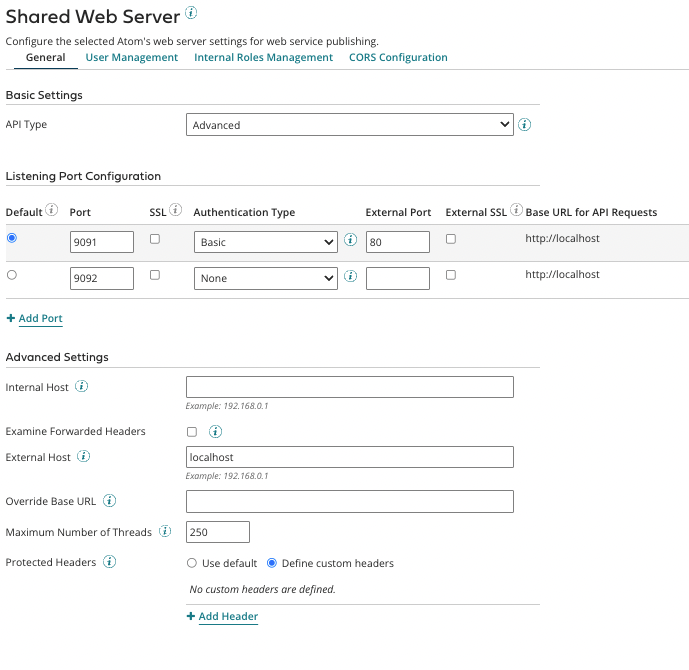 Shared Web Server
Configure the selected Atom's web server settings for web service publishing.
General User Management Internal Roles Management CORS Configuration
Basic Settings
API Type Advanced
Listening Port Configuration
Default Port SSL Authentication Type External Port External SSL Base URL for API Requests
9091 Basic 80 http://localhost
9092 None http://localhost
+ Add Port
Advanced Settings
Internal Host
Example: 192.168.0.1
Examine Forwarded Headers
External Host localhost
Example: 192.168.0.1
Override Base URL
Maximum Number of Threads 250
Protected Headers Use default Define custom headers
No custom headers are defined.
+ Add Header